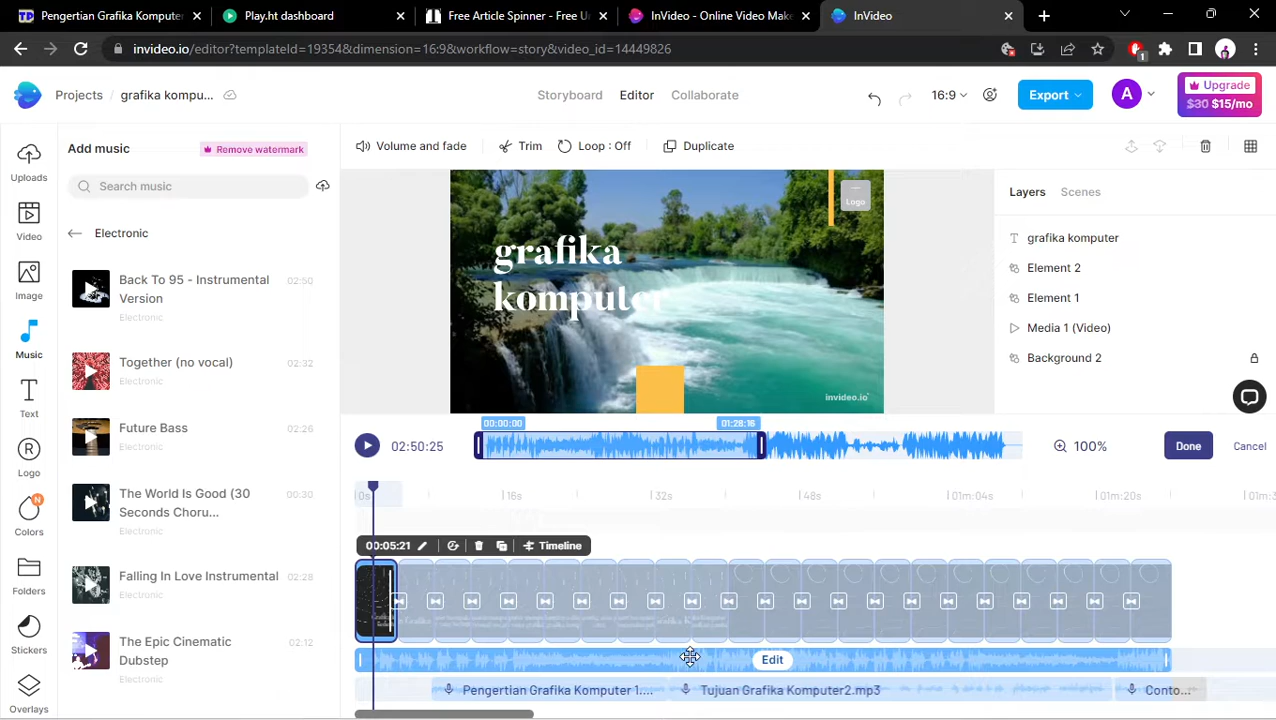 Pengertian Grafika Komputer
Play.ht dashboard
Free Article Spinner - Free U
InVideo - Online Video Make
InVideo
invideo.io/editor?templateId=19354&dimension=16:9&workflow=story&video_id=14449826
1
Projects / grafika kompu...
Storyboard
Editor
Collaborate
16:9
Export
A
Upgrade
$30 $15/mo
Uploads
Video
Image
Music
Text
Logo
N
Colors
Folders
Stickers
Overlays
Add music
Remove watermark
Search music
Electronic
Back To 95 - Instrumental
Version
02:50
Electronic
Together (no vocal)
02:32
Electronic
Future Bass
02:26
Electronic
The World Is Good (30
Seconds Choru...
00:30
Electronic
Falling In Love Instrumental
02:28
Electronic
The Epic Cinematic
Dubstep
02:12
Electronic
Volume and fade
Trim
Loop : Off
Duplicate
Logo
grafika
komputer
invideo.io
Layers
Scenes
grafika komputer
Element 2
Element 1
Media 1 (Video)
Background 2
00:00:00
01:28:16
02:50:25
100%
Done
Cancel
0s
16s
32s
48s
01m:04s
01m:20s
00:05:21
Timeline
Edit
Pengertian Grafika Komputer 1....
Tujuan Grafika Komputer2.mp3
Conto...